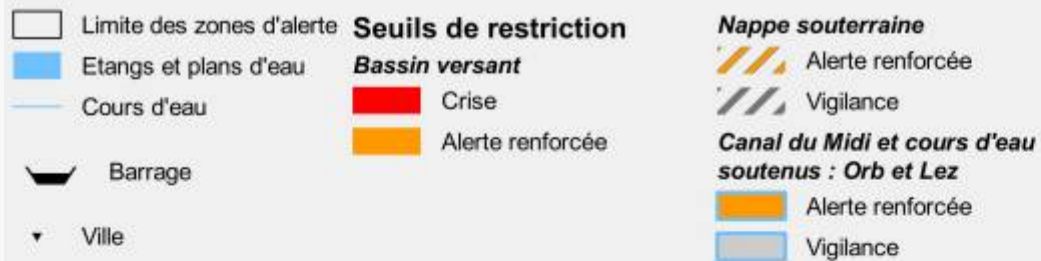 Limite des zones d'alerte
Etangs et plans d'eau
Cours d'eau
Barrage
Ville
Seuils de restriction
Bassin versant
Crise
Alerte renforcée
Nappe souterraine
Alerte renforcée
Vigilance
Canal du Midi et cours d'eau
soutenus : Orb et Lez
Alerte renforcée
Vigilance